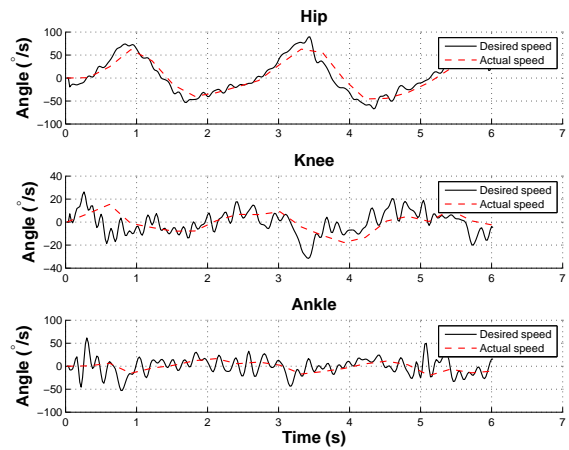 Hip
Angle (°/s)
100
50
0
−50
−100
0 1 2 3 4 5 6 7
Desired speed
Actual speed
Knee
Angle (°/s)
40
20
0
−20
−40
0 1 2 3 4 5 6 7
Desired speed
Actual speed
Ankle
Angle (°/s)
100
50
0
−50
−100
0 1 2 3 4 5 6 7
Desired speed
Actual speed
Time (s)